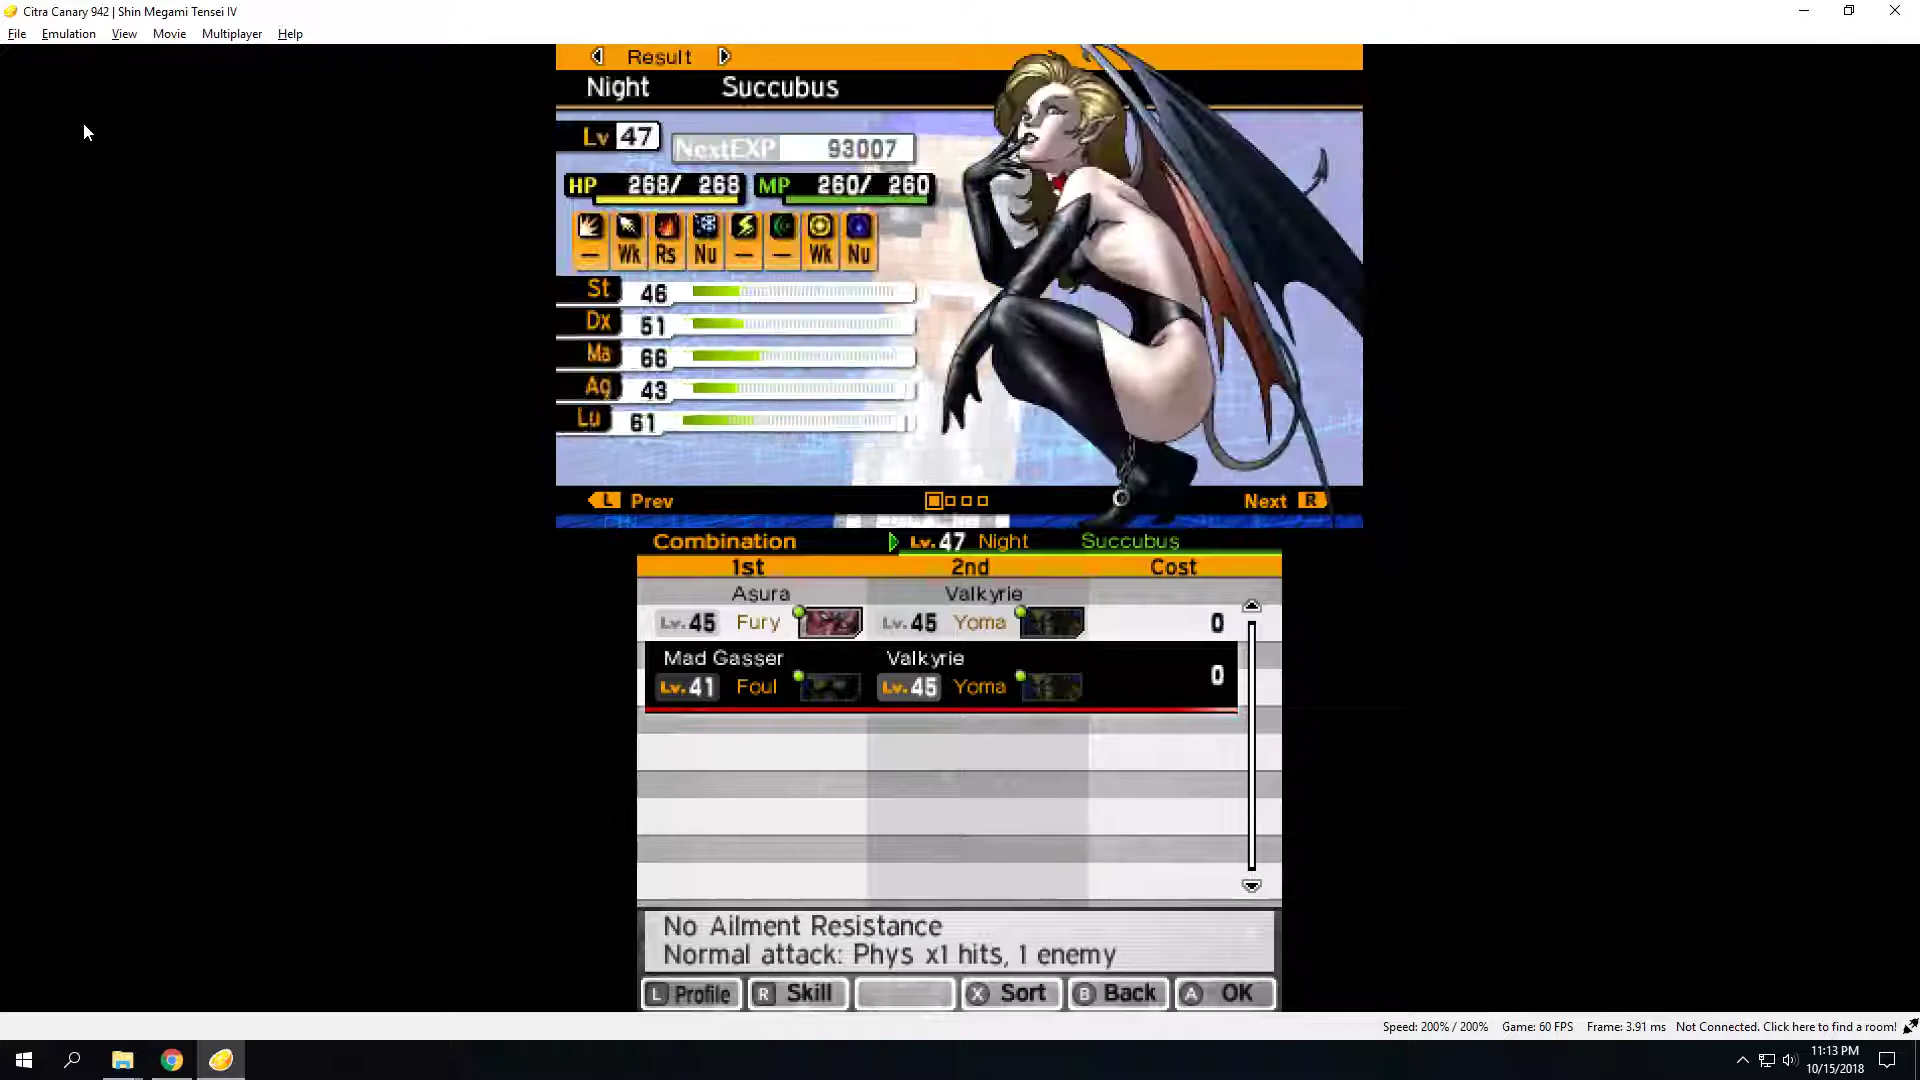 Citra Canary 942 | Shin Megami Tensei IV
File Emulation View Movie Multiplayer Help
Result
Night Succubus
Lv 47 NextEXP 93007
HP 268/ 268 MP 260/ 260
— Wk Rs Nu — — Wk Nu
St 46
Dx 51
Ma 66
Ag 43
Lu 61
L Prev Next R
Combination Lv.47 Night Succubus
1st 2nd Cost
Asura Valkyrie
Lv.45 Fury Lv.45 Yoma 0
Mad Gasser Valkyrie
Lv.41 Foul Lv.45 Yoma 0
No Ailment Resistance
Normal attack: Phys x1 hits, 1 enemy
L Profile R Skill X Sort B Back A OK
Speed: 200% / 200% Game: 60 FPS Frame: 3.91 ms Not Connected. Click here to find a room!
11:13 PM
10/15/2018